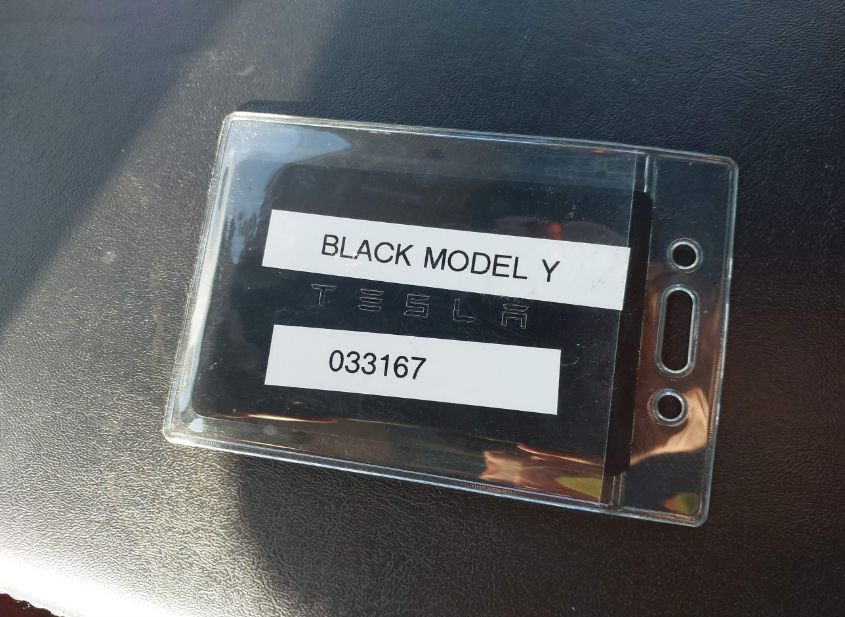 BLACK MODEL Y
TESLA
033167